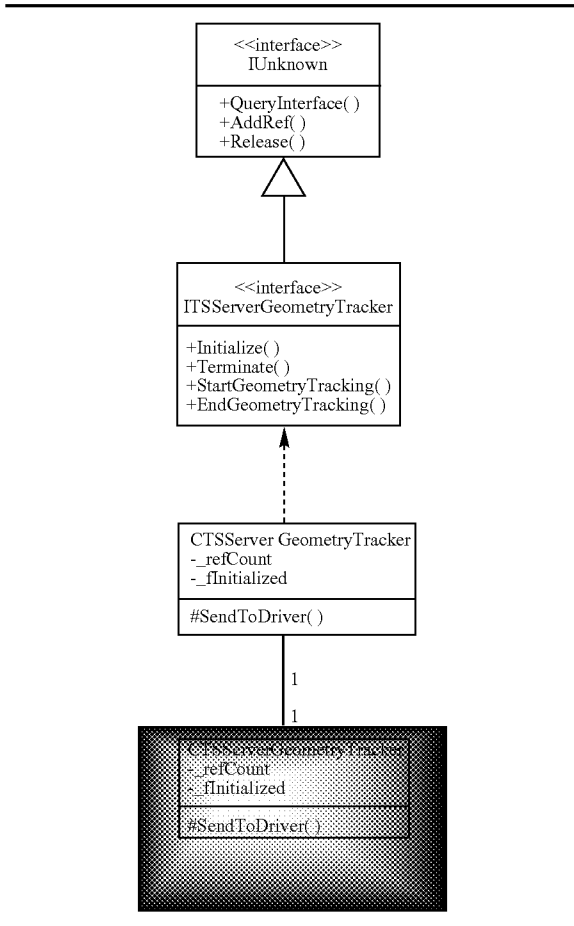 <<interface>>
IUnknown
+QueryInterface( )
+AddRef( )
+Release( )
<<interface>>
ITSServerGeometryTracker
+Initialize( )
+Terminate( )
+StartGeometryTracking( )
+EndGeometryTracking( )
CTSServer GeometryTracker
-_refCount
-_fInitialized
#SendToDriver( )
1
1
CTSServerGeometryTracker
-_refCount
-_fInitialized
#SendToDriver( )